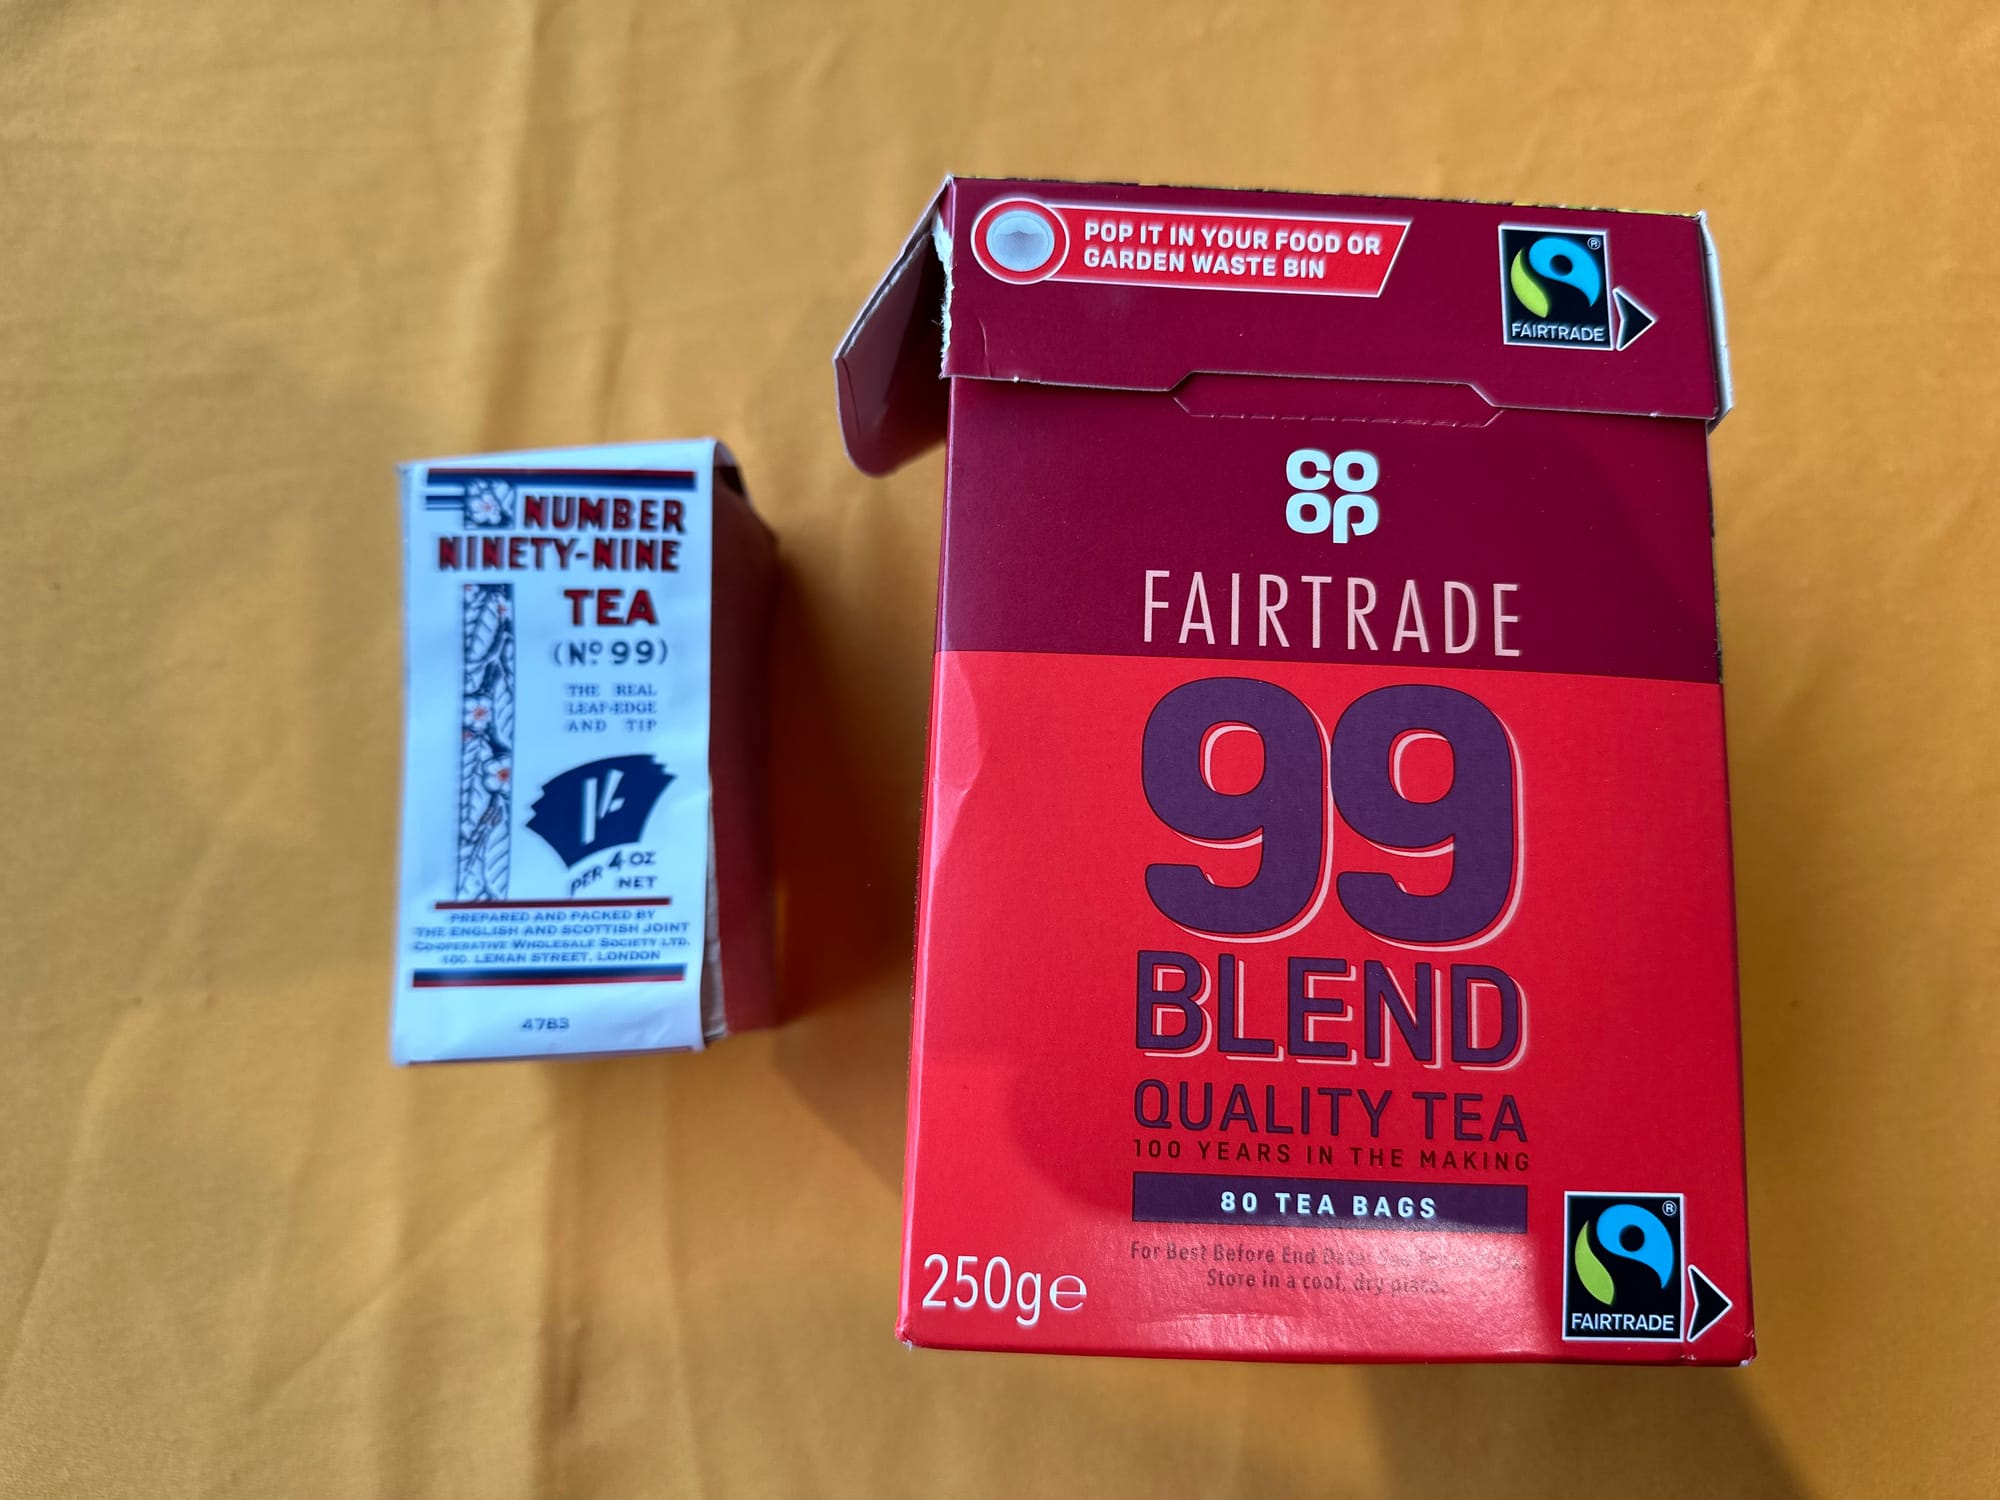 NUMBER
NINETY-NINE
TEA
(Nº 99)
THE REAL
LEAF-EDGE
AND TIP
1/-
PER 4 OZ
NET
PREPARED AND PACKED BY
THE ENGLISH AND SCOTTISH JOINT
CO-OPERATIVE WHOLESALE SOCIETY LTD.
100, LEMAN STREET, LONDON
4783
POP IT IN YOUR FOOD OR
GARDEN WASTE BIN
FAIRTRADE
®
co
op
FAIRTRADE
99
BLEND
QUALITY TEA
100 YEARS IN THE MAKING
80 TEA BAGS
For Best Before End Date: See
Store in a cool, dry place.
250g℮
®
FAIRTRADE